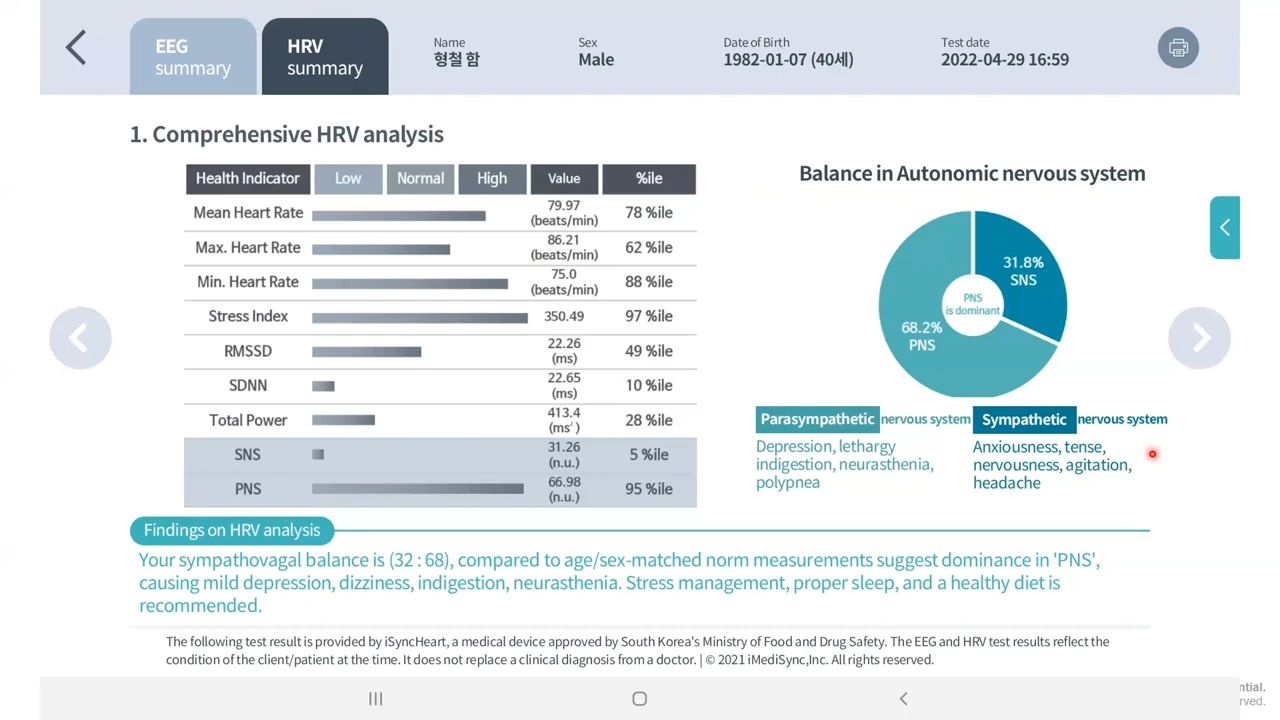 EEG
summary
HRV
summary
Name
형철 함
Sex
Male
Date of Birth
1982-01-07 (40세)
Test date
2022-04-29 16:59
1. Comprehensive HRV analysis
Health Indicator Low Normal High Value %ile
Mean Heart Rate 79.97 (beats/min) 78 %ile
Max. Heart Rate 86.21 (beats/min) 62 %ile
Min. Heart Rate 75.0 (beats/min) 88 %ile
Stress Index 350.49 97 %ile
RMSSD 22.26 (ms) 49 %ile
SDNN 22.65 (ms) 10 %ile
Total Power 413.4 (ms²) 28 %ile
SNS 31.26 (n.u.) 5 %ile
PNS 66.98 (n.u.) 95 %ile
Balance in Autonomic nervous system
31.8%
SNS
PNS
is dominant
68.2%
PNS
Parasympathetic nervous system
Depression, lethargy
indigestion, neurasthenia,
polypnea
Sympathetic nervous system
Anxiousness, tense,
nervousness, agitation,
headache
Findings on HRV analysis
Your sympathovagal balance is (32 : 68), compared to age/sex-matched norm measurements suggest dominance in 'PNS',
causing mild depression, dizziness, indigestion, neurasthenia. Stress management, proper sleep, and a healthy diet is
recommended.
The following test result is provided by iSyncHeart, a medical device approved by South Korea's Ministry of Food and Drug Safety. The EEG and HRV test results reflect the
condition of the client/patient at the time. It does not replace a clinical diagnosis from a doctor. | © 2021 iMediSync,Inc. All rights reserved.
ntial.
rved.